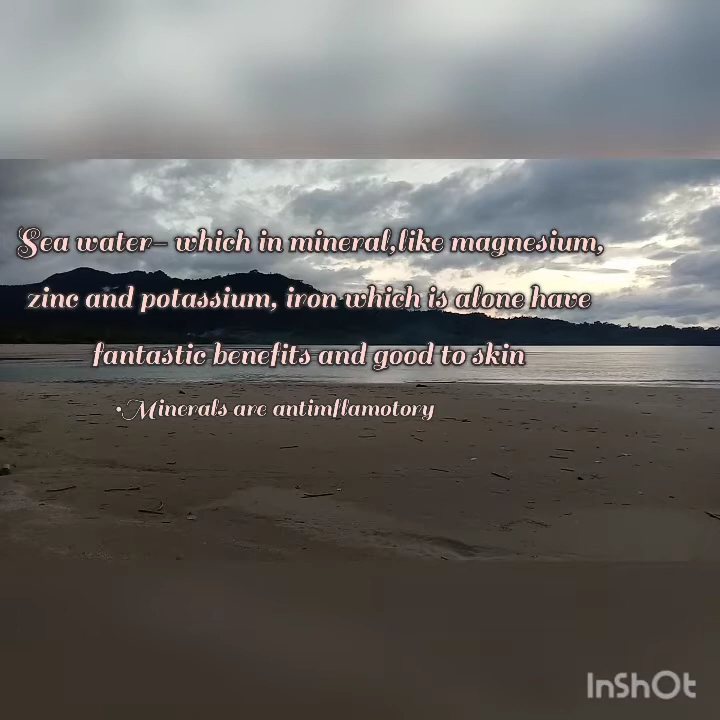 Sea water- which in mineral,like magnesium,
zinc and potassium, iron which is alone have
fantastic benefits and good to skin
•Minerals are antimflamotory
InShOt